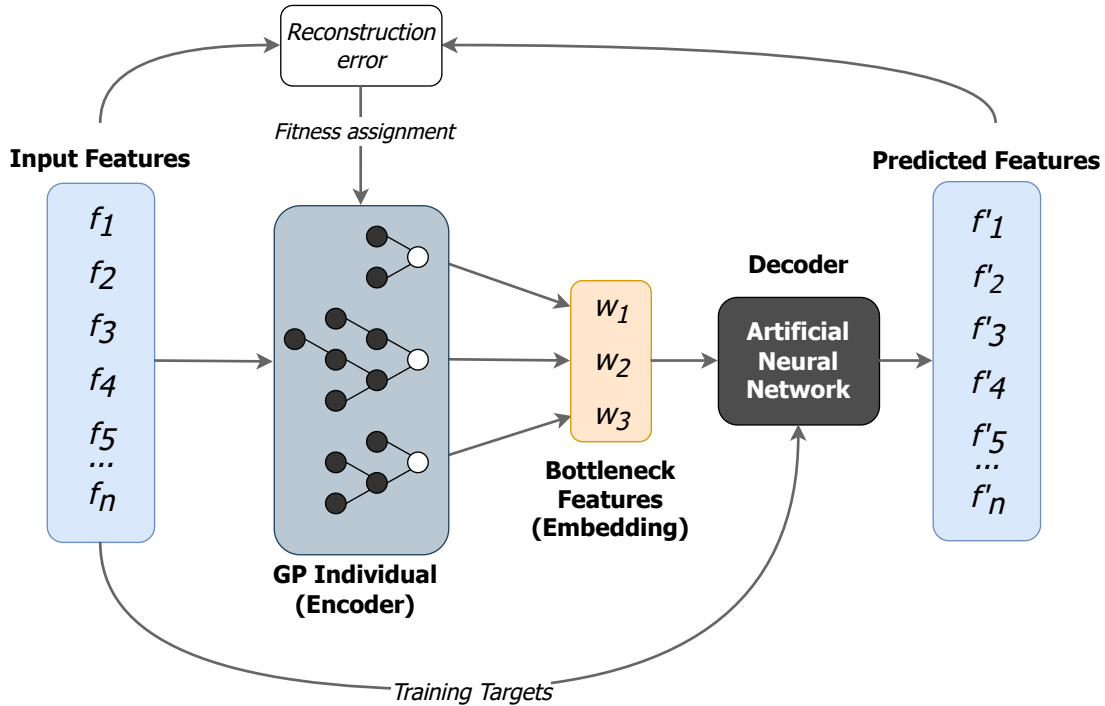 Reconstruction
error
Fitness assignment
Input Features
f1
f2
f3
f4
f5
...
fn
GP Individual
(Encoder)
w1
w2
w3
Bottleneck
Features
(Embedding)
Decoder
Artificial
Neural
Network
Predicted Features
f'1
f'2
f'3
f'4
f'5
...
f'n
Training Targets